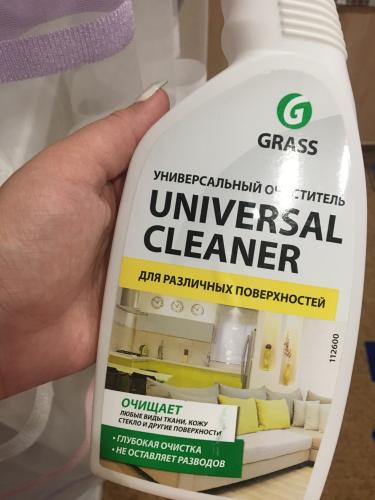 GRASS
УНИВЕРСАЛЬНЫЙ ОЧИСТИТЕЛЬ
UNIVERSAL
CLEANER
ДЛЯ РАЗЛИЧНЫХ ПОВЕРХНОСТЕЙ
112600
ОЧИЩАЕТ
ЛЮБЫЕ ВИДЫ ТКАНИ, КОЖУ
СТЕКЛО И ДРУГИЕ ПОВЕРХНОСТИ
• ГЛУБОКАЯ ОЧИСТКА
• НЕ ОСТАВЛЯЕТ РАЗВОДОВ